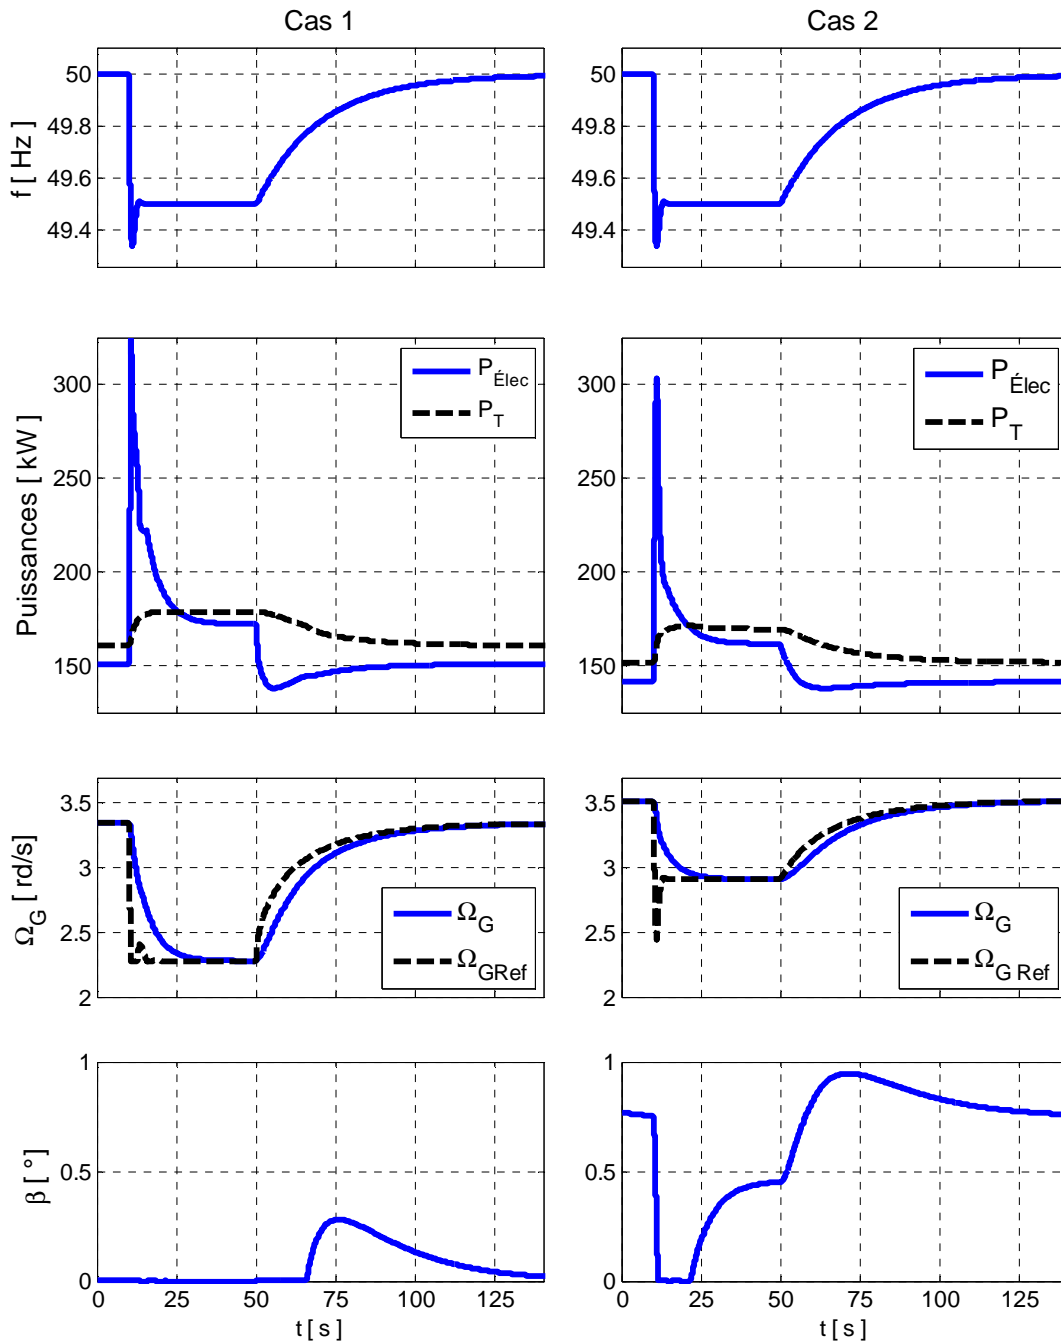 Cas 1
Cas 2
f [ Hz ]
50
49.8
49.6
49.4
50
49.8
49.6
49.4
Puissances [ kW ]
300
250
200
150
P_Élec
P_T
300
250
200
150
P_Élec
P_T
Ω_G [ rd/s ]
3.5
3
2.5
2
Ω_G
Ω_GRef
3.5
3
2.5
2
Ω_G
Ω_G Ref
β [ ° ]
1
0.5
0
1
0.5
0
0 25 50 75 100 125
0 25 50 75 100 125
t [ s ]
t [ s ]